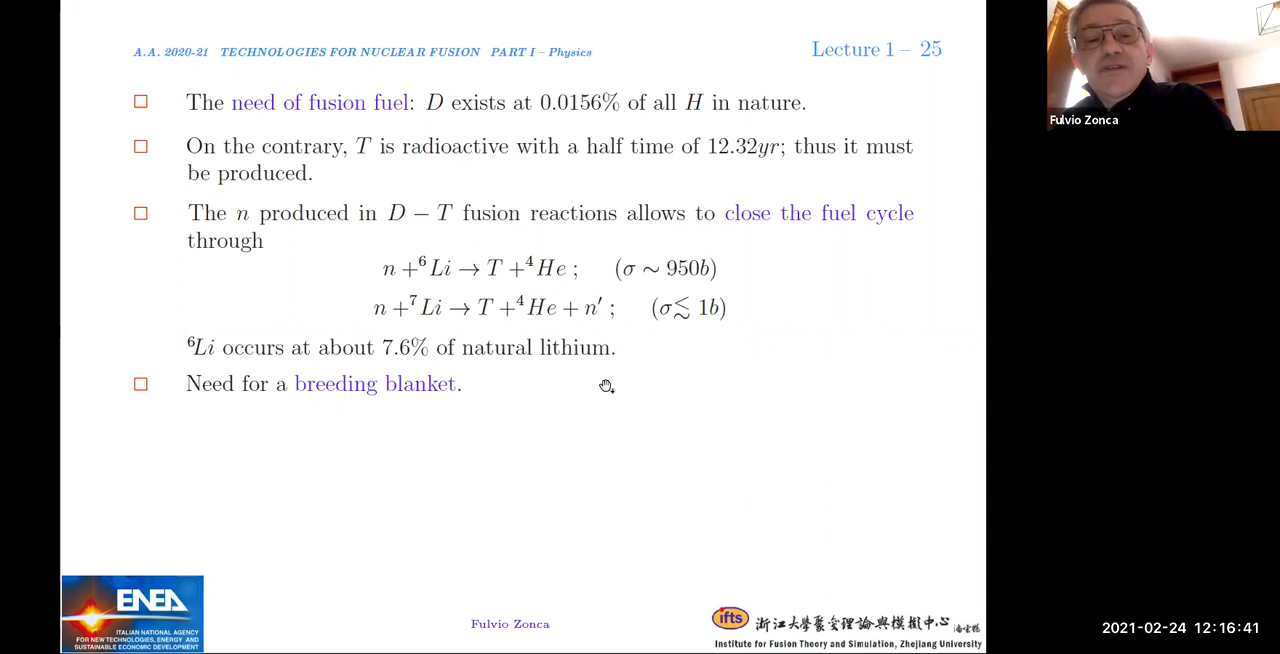 A.A. 2020-21 TECHNOLOGIES FOR NUCLEAR FUSION PART I – Physics
Lecture 1 – 25
The need of fusion fuel: D exists at 0.0156% of all H in nature.
On the contrary, T is radioactive with a half time of 12.32yr; thus it must
be produced.
The n produced in D − T fusion reactions allows to close the fuel cycle
through
n +⁶Li → T +⁴He ; (σ ∼ 950b)
n +⁷Li → T +⁴He + n′ ; (σ≲ 1b)
⁶Li occurs at about 7.6% of natural lithium.
Need for a breeding blanket.
Fulvio Zonca
ENEA
ITALIAN NATIONAL AGENCY
FOR NEW TECHNOLOGIES, ENERGY AND
SUSTAINABLE ECONOMIC DEVELOPMENT
Fulvio Zonca
ifts
浙江大學聚变理論與模擬中心
Institute for Fusion Theory and Simulation, Zhejiang University
2021-02-24 12:16:41